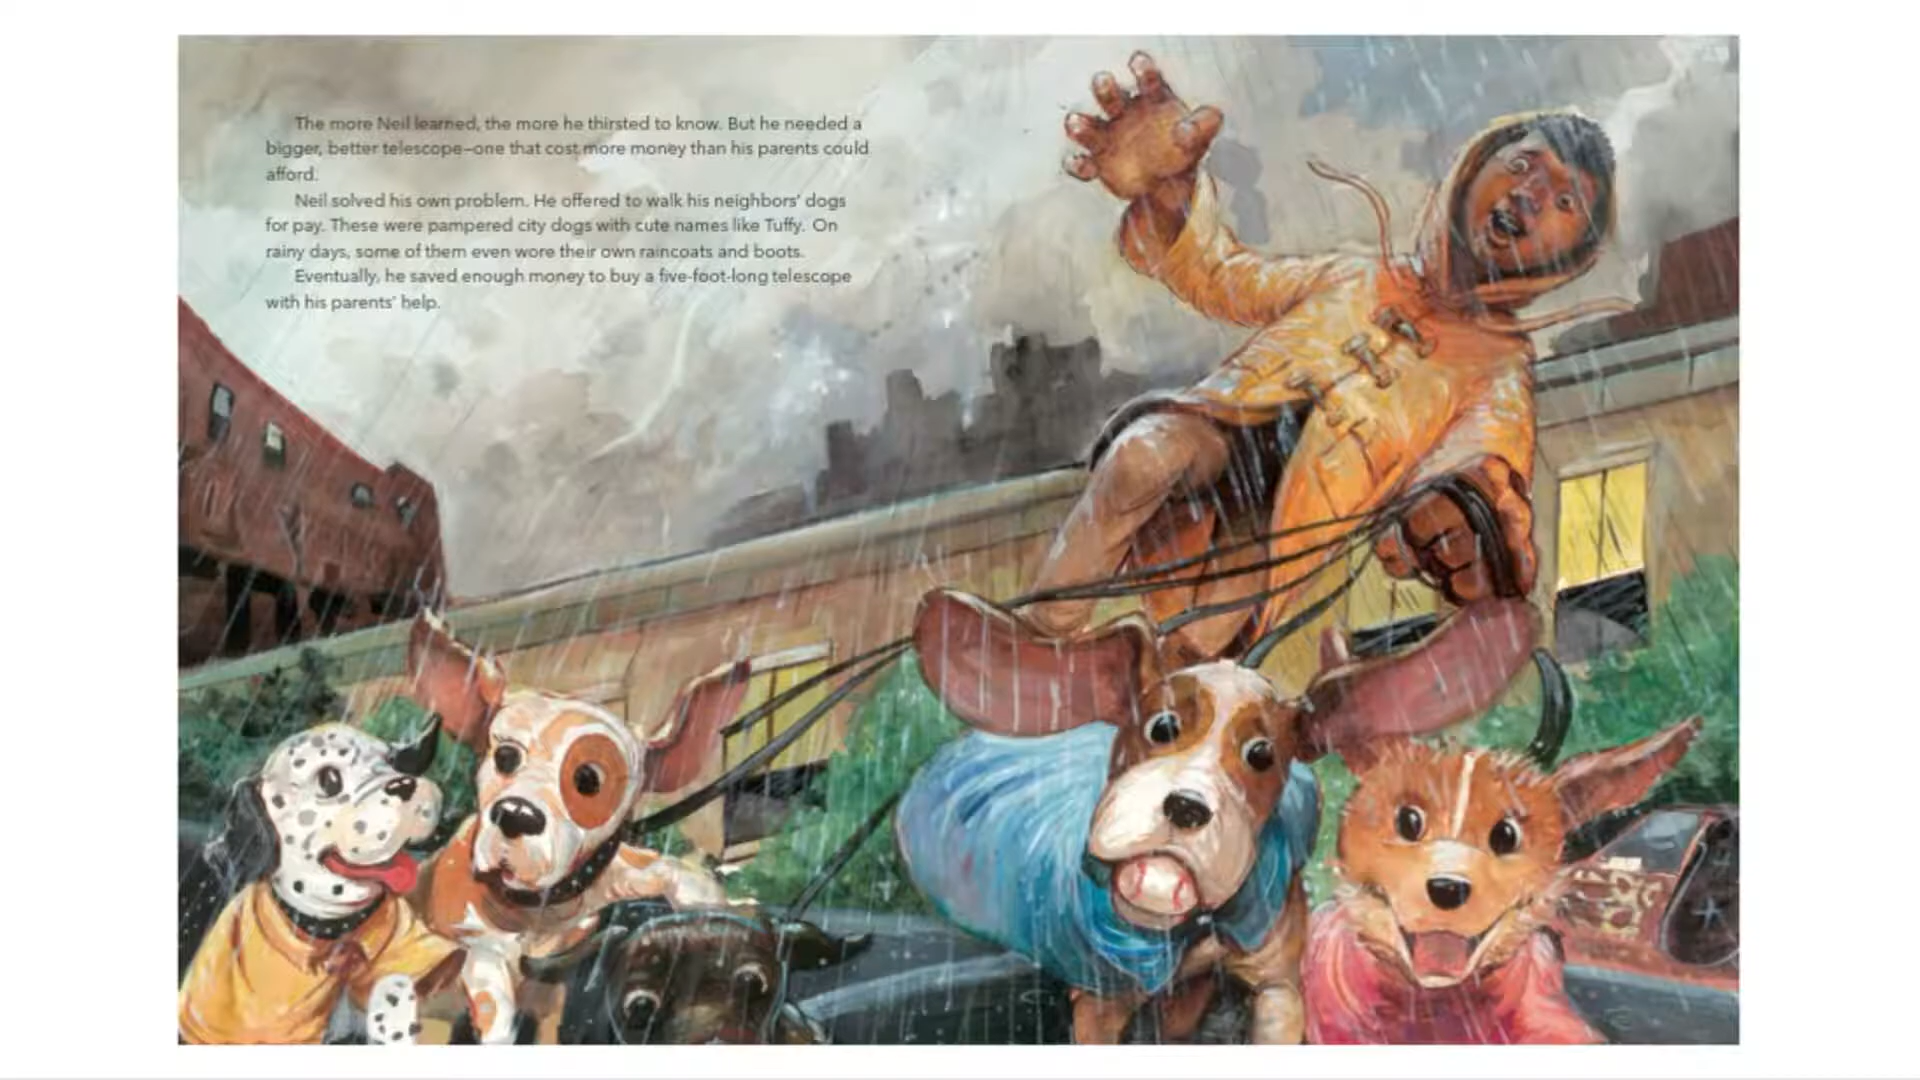 The more Neil learned, the more he thirsted to know. But he needed a
bigger, better telescope–one that cost more money than his parents could
afford.
Neil solved his own problem. He offered to walk his neighbors' dogs
for pay. These were pampered city dogs with cute names like Tuffy. On
rainy days, some of them even wore their own raincoats and boots.
Eventually, he saved enough money to buy a five-foot-long telescope
with his parents' help.